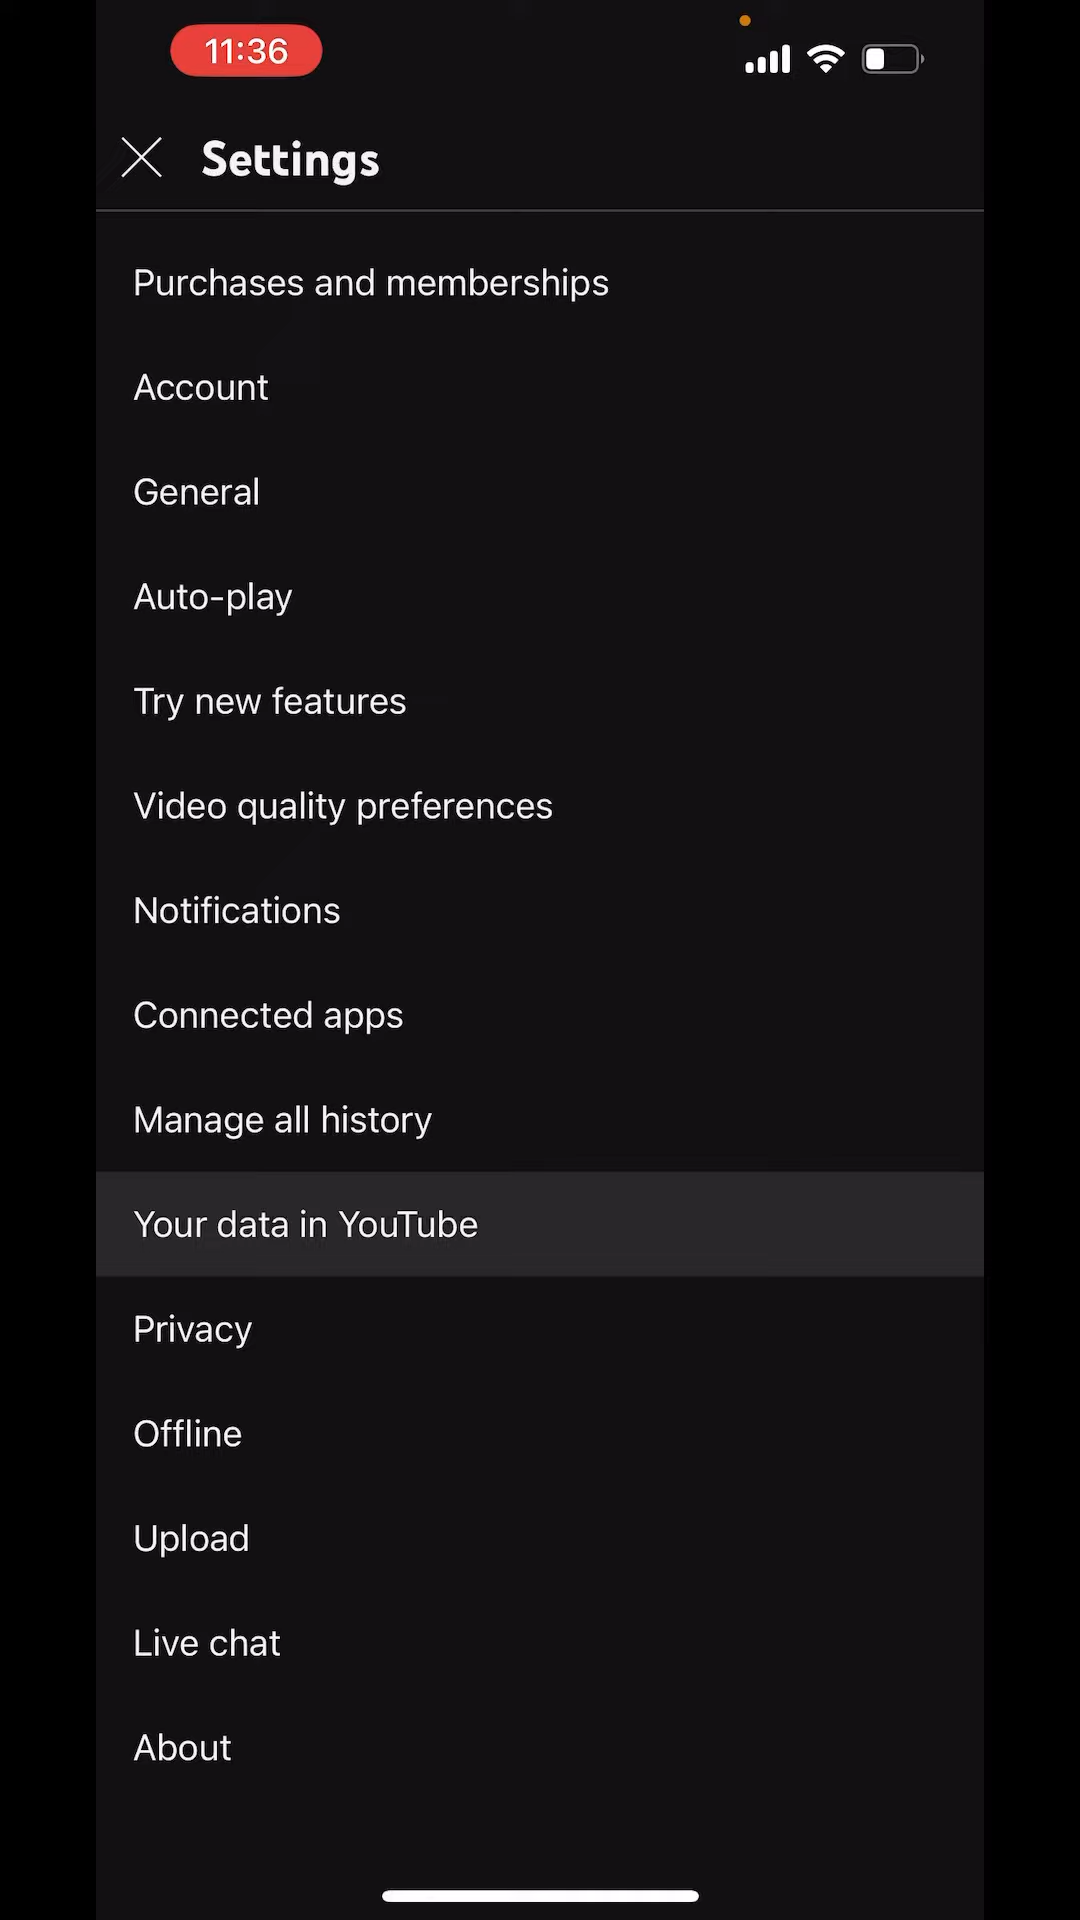 11:36
Settings
Purchases and memberships
Account
General
Auto-play
Try new features
Video quality preferences
Notifications
Connected apps
Manage all history
Your data in YouTube
Privacy
Offline
Upload
Live chat
About